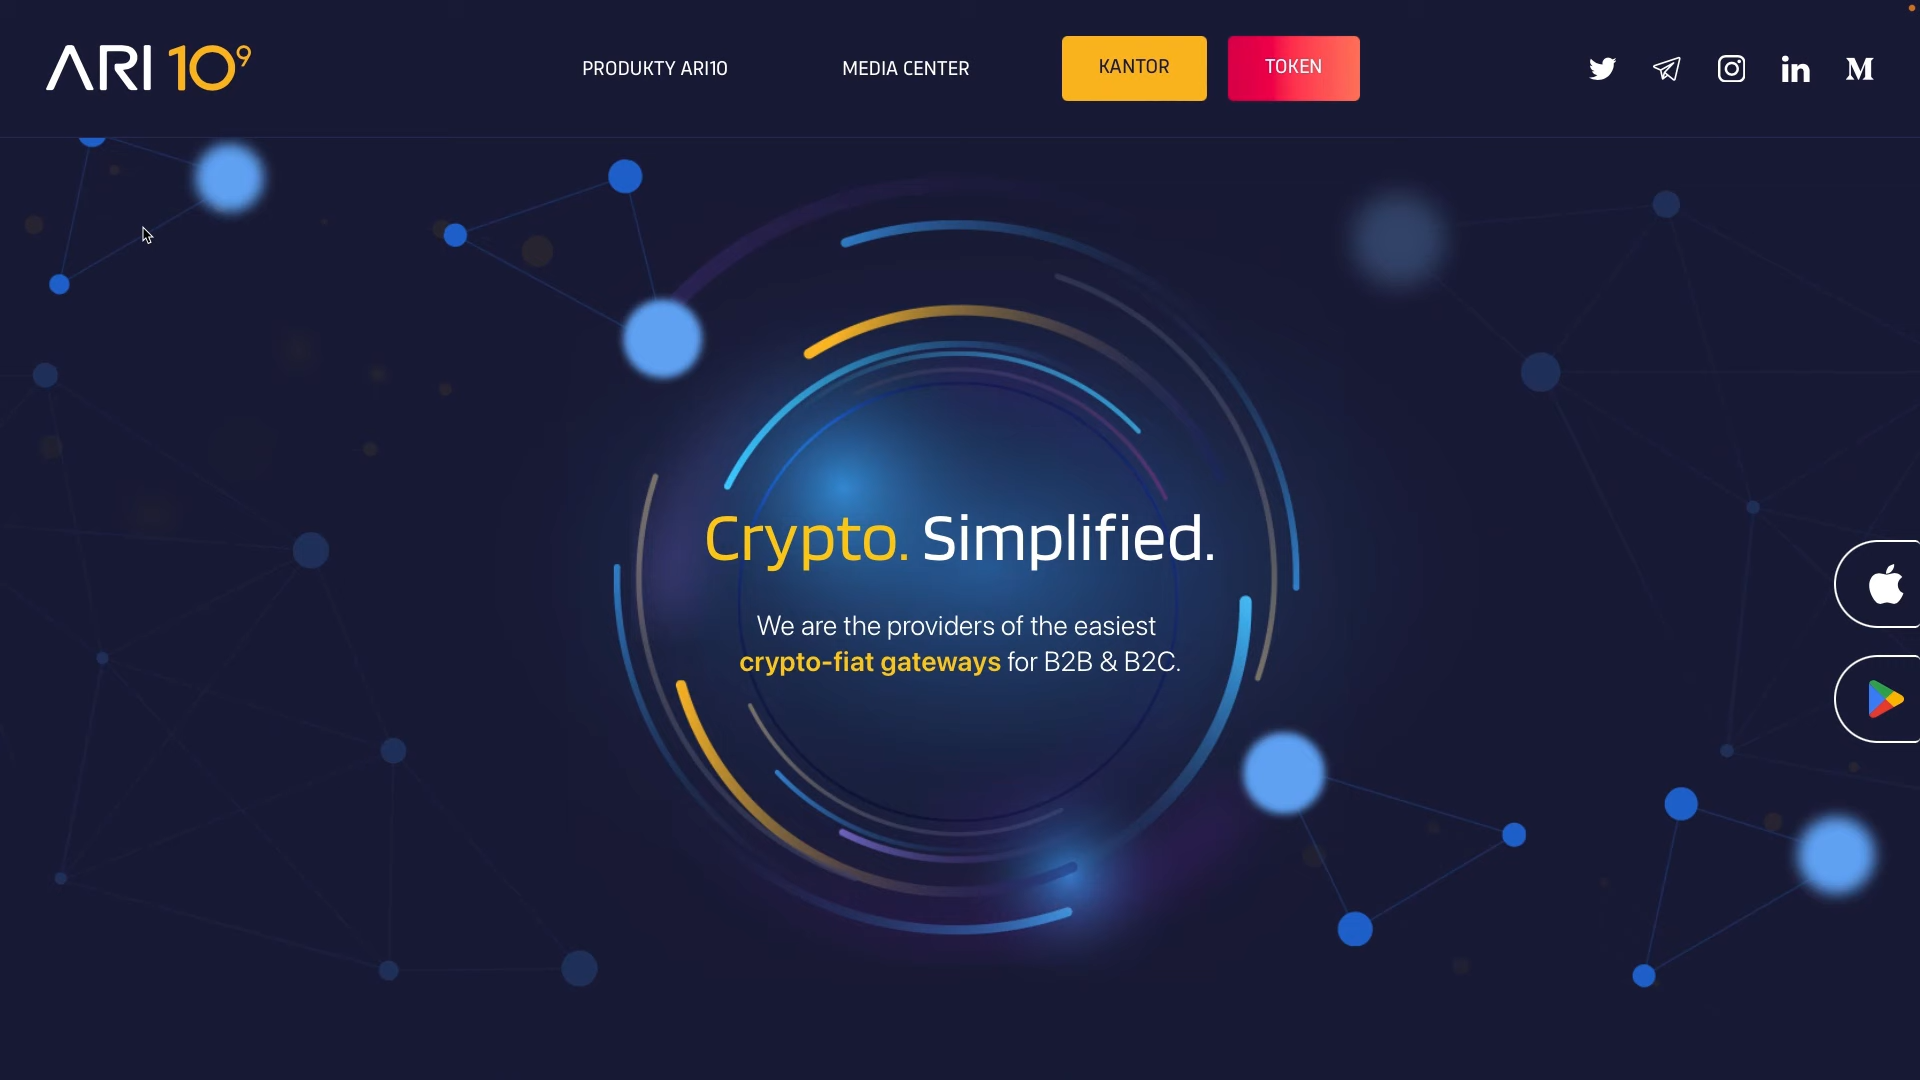 ARI 10⁹
PRODUKTY ARI10
MEDIA CENTER
KANTOR
TOKEN
in
M
Crypto. Simplified.
We are the providers of the easiest
crypto-fiat gateways for B2B & B2C.